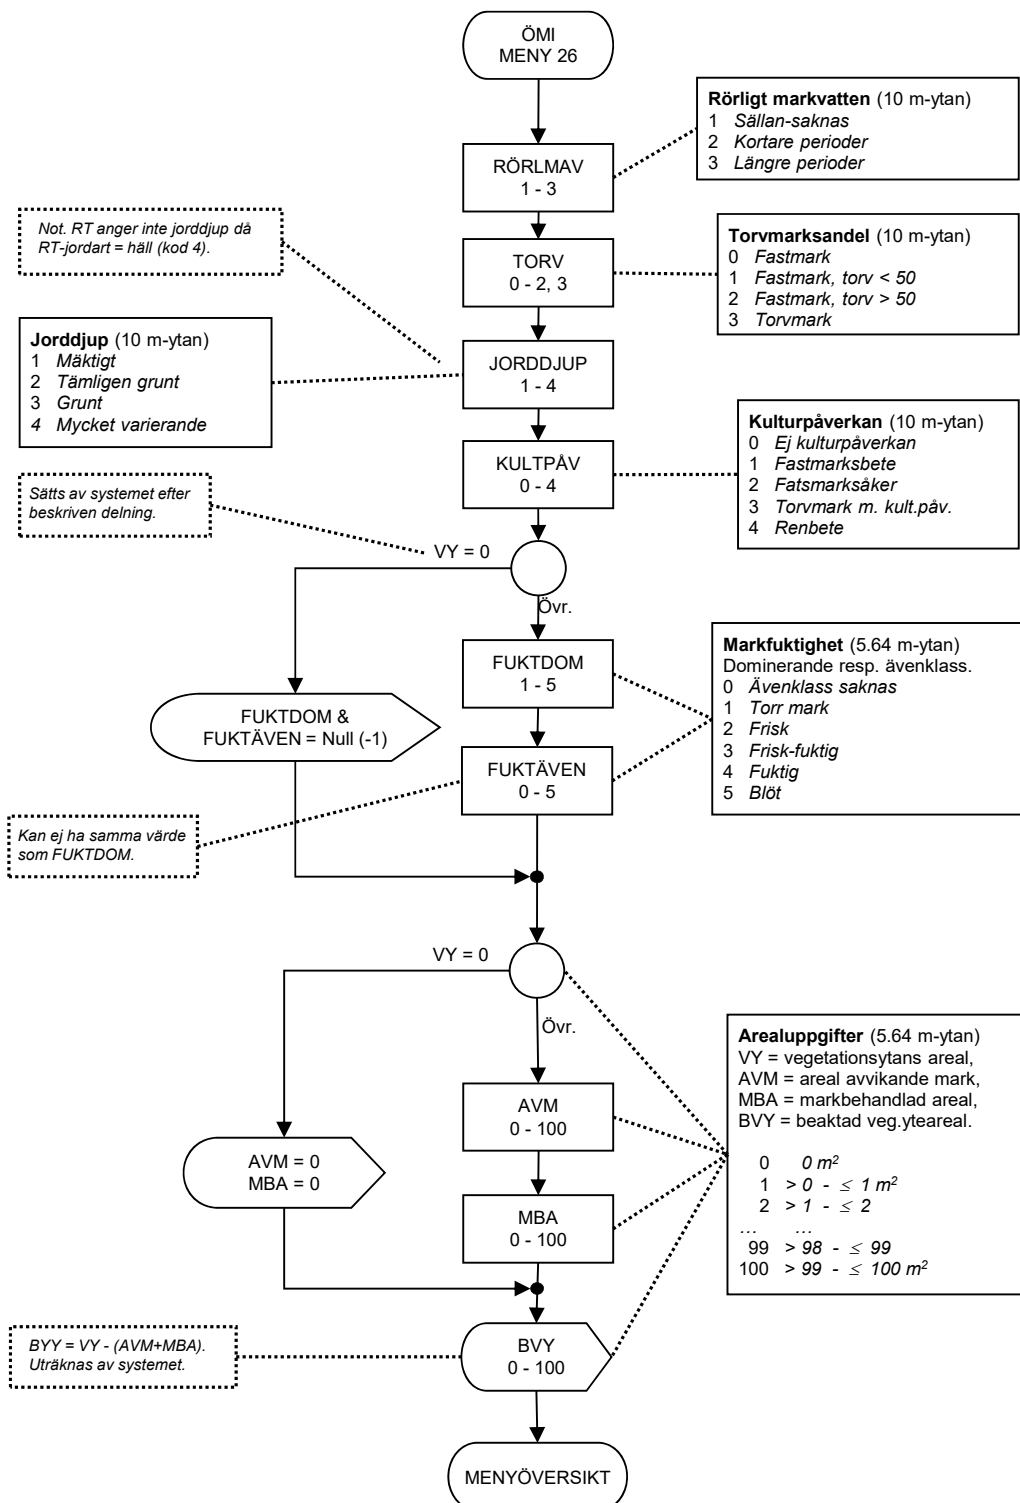 ÖMI
MENY 26
Rörligt markvatten (10 m-ytan)
1 Sällan-saknas
2 Kortare perioder
3 Längre perioder
RÖRLMAV
1 - 3
Not. RT anger inte jorddjup då
RT-jordart = häll (kod 4).
TORV
0 - 2, 3
Torvmarksandel (10 m-ytan)
0 Fastmark
1 Fastmark, torv < 50
2 Fastmark, torv > 50
3 Torvmark
Jorddjup (10 m-ytan)
1 Mäktigt
2 Tämligen grunt
3 Grunt
4 Mycket varierande
JORDDJUP
1 - 4
Kulturpåverkan (10 m-ytan)
0 Ej kulturpåverkan
1 Fastmarksbete
2 Fatsmarksåker
3 Torvmark m. kult.påv.
4 Renbete
KULTPÅV
0 - 4
Sätts av systemet efter
beskriven delning.
VY = 0
Övr.
FUKTDOM
1 - 5
Markfuktighet (5.64 m-ytan)
Dominerande resp. ävenklass.
0 Ävenklass saknas
1 Torr mark
2 Frisk
3 Frisk-fuktig
4 Fuktig
5 Blöt
FUKTDOM &
FUKTÄVEN = Null (-1)
FUKTÄVEN
0 - 5
Kan ej ha samma värde
som FUKTDOM.
VY = 0
Övr.
Arealuppgifter (5.64 m-ytan)
VY = vegetationsytans areal,
AVM = areal avvikande mark,
MBA = markbehandlad areal,
BVY = beaktad veg.yteareal.
0 0 m²
1 > 0 - ≤ 1 m²
2 > 1 - ≤ 2
... ...
99 > 98 - ≤ 99
100 > 99 - ≤ 100 m²
AVM
0 - 100
AVM = 0
MBA = 0
MBA
0 - 100
BYY = VY - (AVM+MBA).
Uträknas av systemet.
BVY
0 - 100
MENYÖVERSIKT